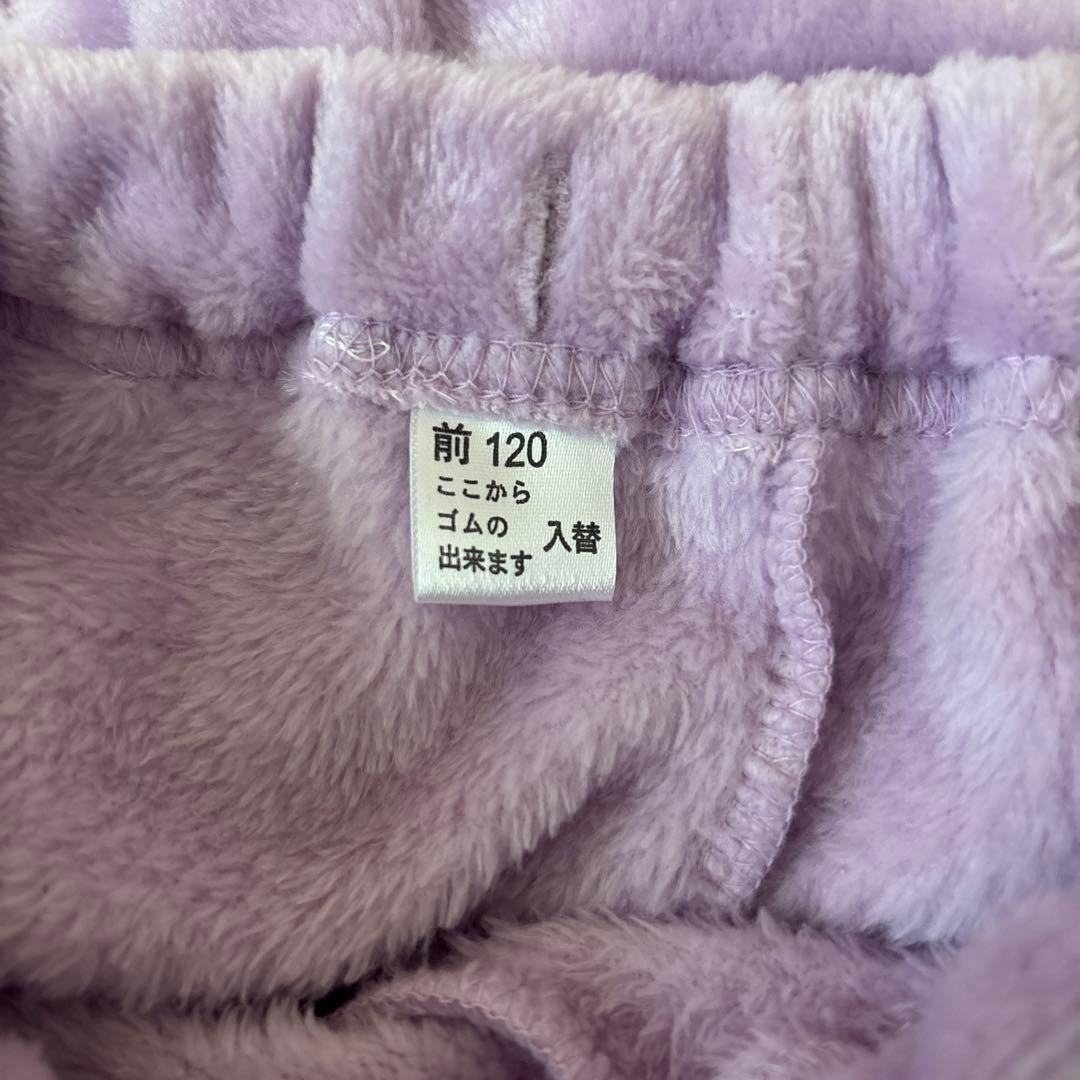 前 120
ここから
ゴムの 入替
出来ます